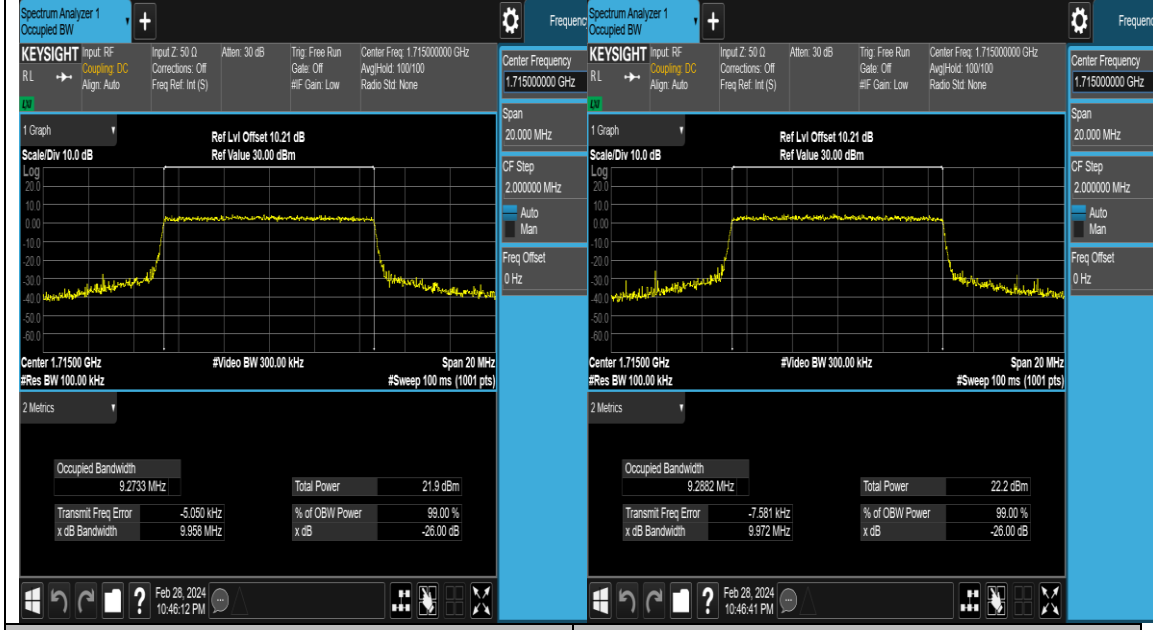 Spectrum Analyzer 1
Occupied BW
+
Frequenc
KEYSIGHT Input: RF Input Z: 50 Ω Atten: 30 dB Trig: Free Run Center Freq: 1.715000000 GHz
RL Coupling: DC Corrections: Off Gate: Off Avg|Hold: 100/100
Align: Auto Freq Ref: Int (S) #IF Gain: Low Radio Std: None
Center Frequency
1.715000000 GHz
Span
20.000 MHz
CF Step
2.000000 MHz
Auto
Man
Freq Offset
0 Hz
1 Graph
Ref Lvl Offset 10.21 dB
Scale/Div 10.0 dB Ref Value 30.00 dBm
Log
20.0
10.0
0.00
-10.0
-20.0
-30.0
-40.0
-50.0
-60.0
Center 1.71500 GHz #Video BW 300.00 kHz Span 20 MHz
#Res BW 100.00 kHz #Sweep 100 ms (1001 pts)
2 Metrics
Occupied Bandwidth
9.2733 MHz Total Power 21.9 dBm
Transmit Freq Error -5.050 kHz % of OBW Power 99.00 %
x dB Bandwidth 9.958 MHz x dB -26.00 dB
? Feb 28, 2024
10:46:12 PM
Spectrum Analyzer 1
Occupied BW
+
Frequenc
KEYSIGHT Input: RF Input Z: 50 Ω Atten: 30 dB Trig: Free Run Center Freq: 1.715000000 GHz
RL Coupling: DC Corrections: Off Gate: Off Avg|Hold: 100/100
Align: Auto Freq Ref: Int (S) #IF Gain: Low Radio Std: None
Center Frequency
1.715000000 GHz
Span
20.000 MHz
CF Step
2.000000 MHz
Auto
Man
Freq Offset
0 Hz
1 Graph
Ref Lvl Offset 10.21 dB
Scale/Div 10.0 dB Ref Value 30.00 dBm
Log
20.0
10.0
0.00
-10.0
-20.0
-30.0
-40.0
-50.0
-60.0
Center 1.71500 GHz #Video BW 300.00 kHz Span 20 MHz
#Res BW 100.00 kHz #Sweep 100 ms (1001 pts)
2 Metrics
Occupied Bandwidth
9.2882 MHz Total Power 22.2 dBm
Transmit Freq Error -7.581 kHz % of OBW Power 99.00 %
x dB Bandwidth 9.972 MHz x dB -26.00 dB
? Feb 28, 2024
10:46:41 PM